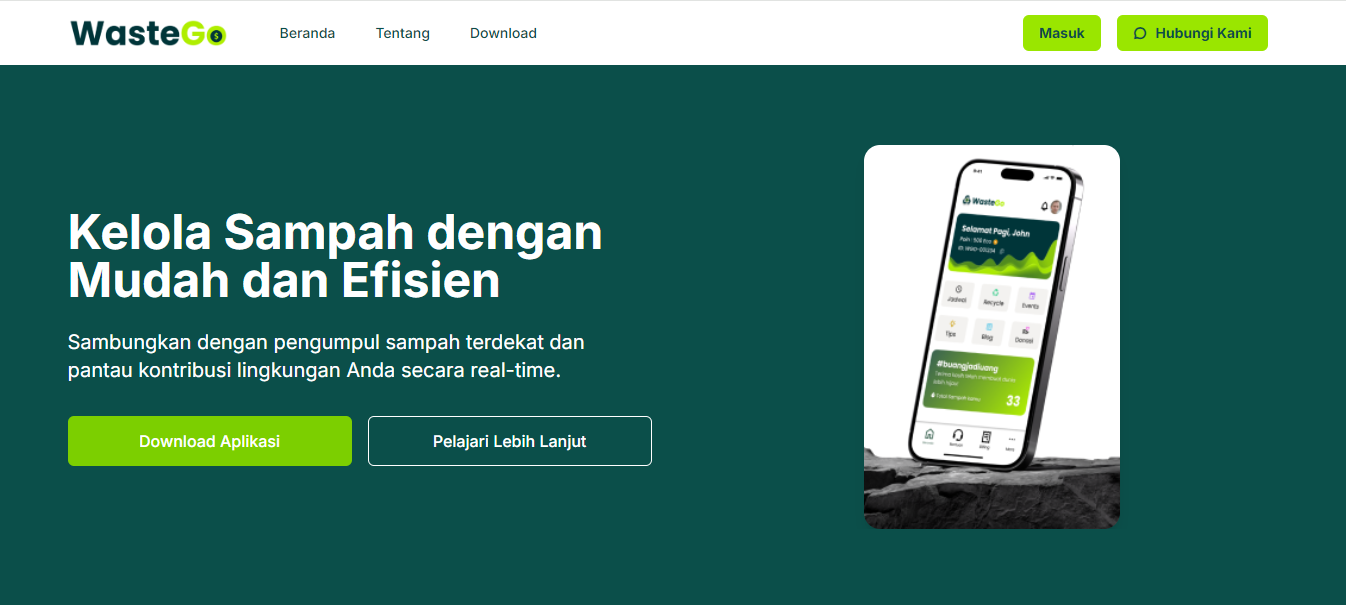 WasteGo
Beranda
Tentang
Download
Masuk
Hubungi Kami
Kelola Sampah dengan
Mudah dan Efisien
Sambungkan dengan pengumpul sampah terdekat dan
pantau kontribusi lingkungan Anda secara real-time.
Download Aplikasi
Pelajari Lebih Lanjut
9:41
WasteGo
Selamat Pagi, John
Jadwal
Recycle
Events
Tips
Blog
Donasi
#buangjadiuang
33